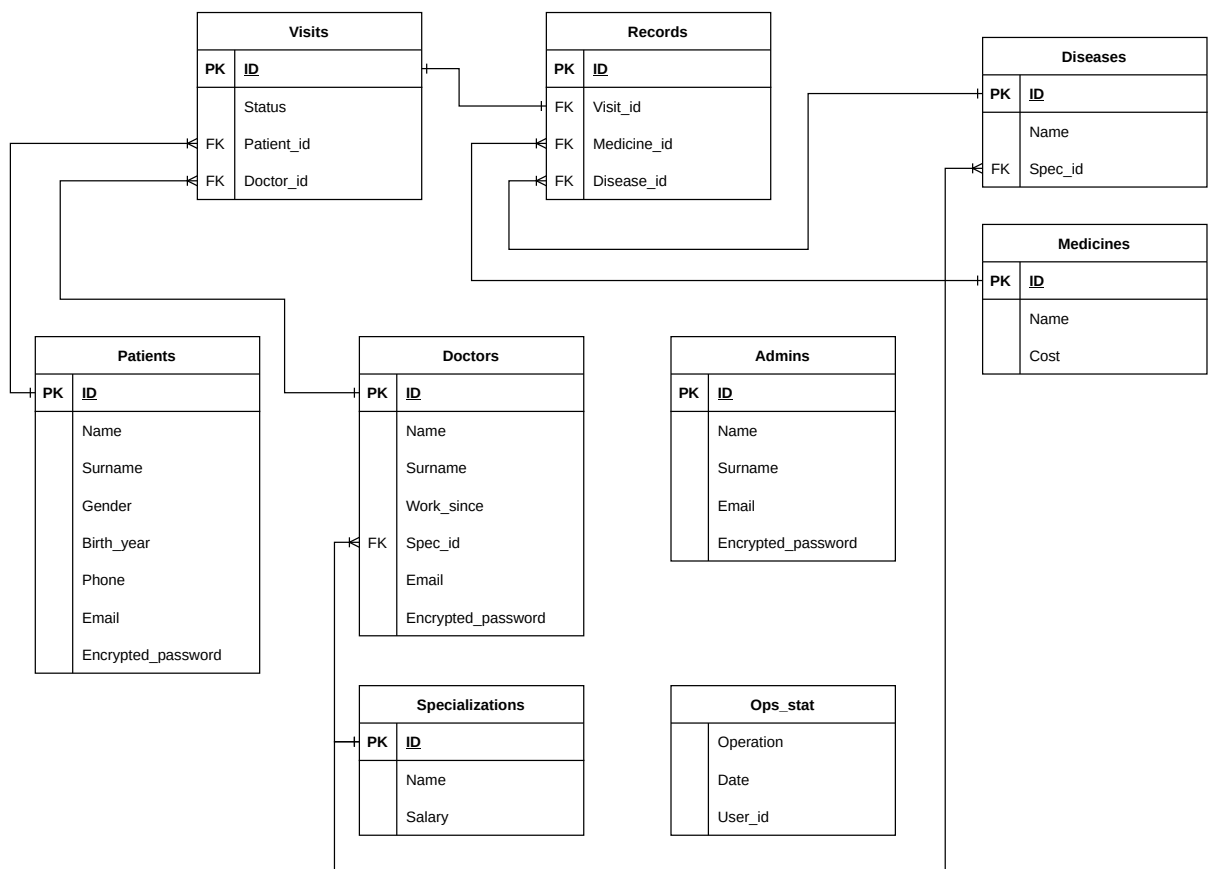 Visits
PK ID
Status
FK Patient_id
FK Doctor_id
Records
PK ID
FK Visit_id
FK Medicine_id
FK Disease_id
Diseases
PK ID
Name
FK Spec_id
Medicines
PK ID
Name
Cost
Patients
PK ID
Name
Surname
Gender
Birth_year
Phone
Email
Encrypted_password
Doctors
PK ID
Name
Surname
Work_since
FK Spec_id
Email
Encrypted_password
Admins
PK ID
Name
Surname
Email
Encrypted_password
Specializations
PK ID
Name
Salary
Ops_stat
Operation
Date
User_id